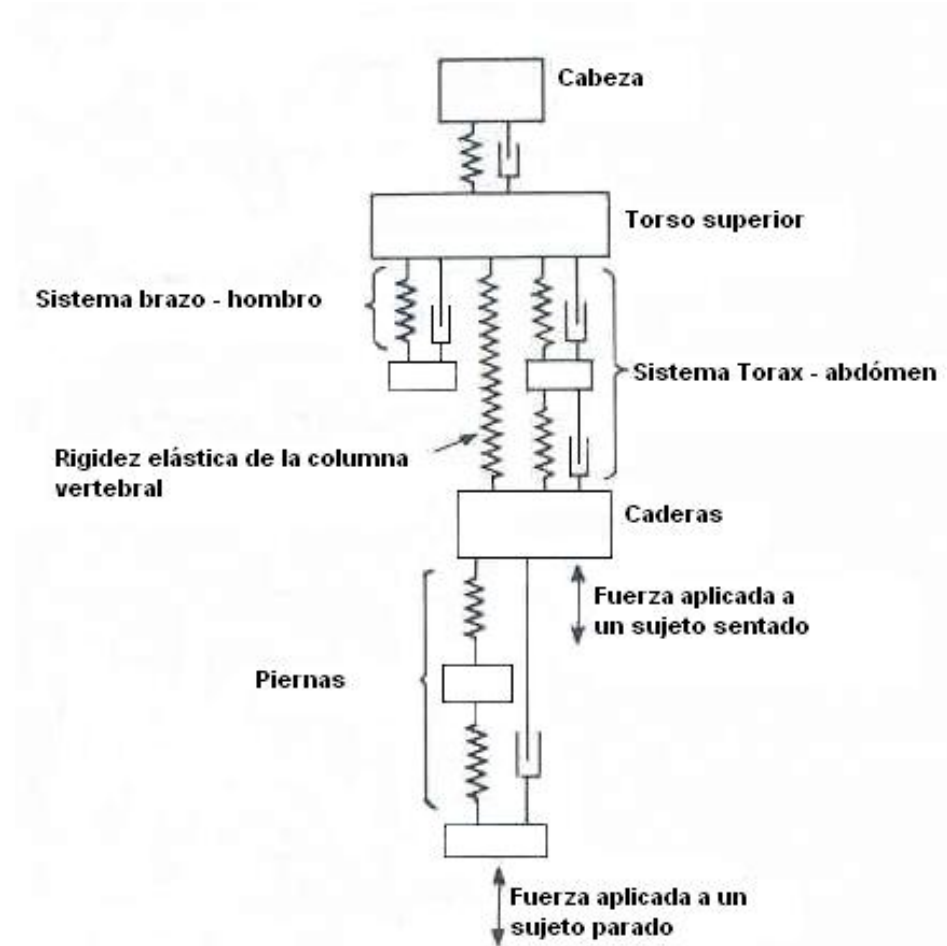 Cabeza
Torso superior
Sistema brazo - hombro
Sistema Torax - abdómen
Rigidez elástica de la columna
vertebral
Caderas
Fuerza aplicada a
un sujeto sentado
Piernas
Fuerza aplicada a un
sujeto parado